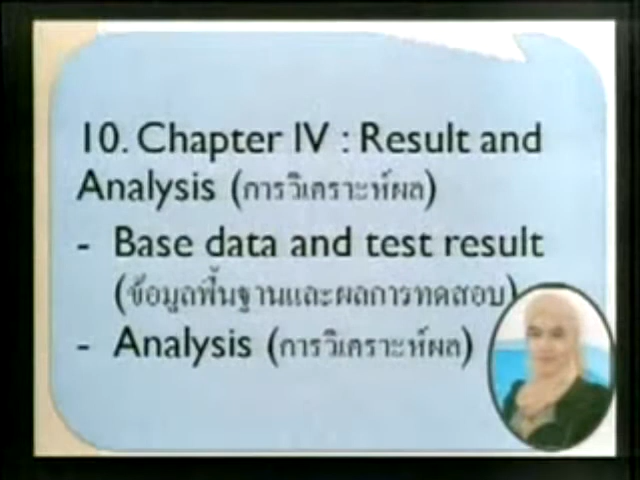 10. Chapter IV : Result and
Analysis (การวิเคราะห์ผล)
- Base data and test result
(ข้อมูลพื้นฐานและผลการทดสอบ)
- Analysis (การวิเคราะห์ผล)